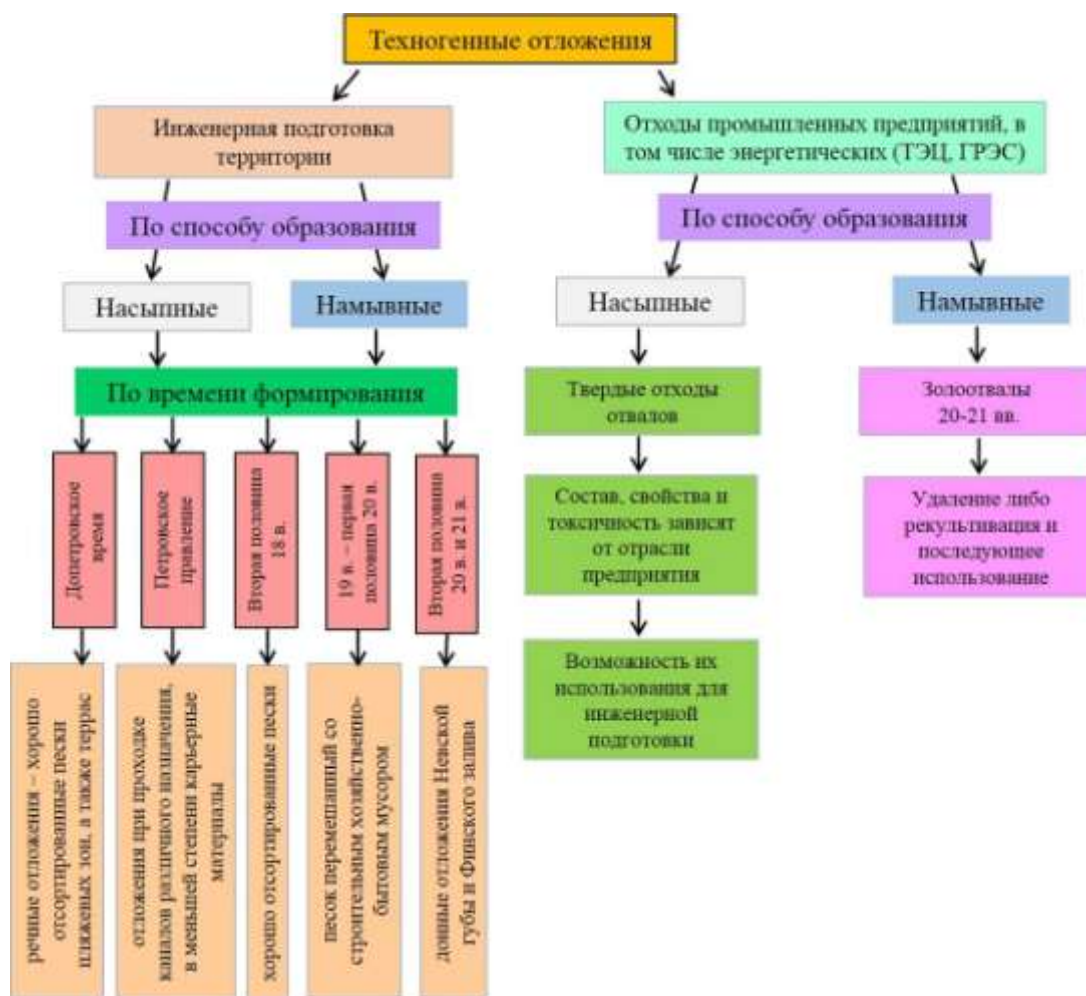 Техногенные отложения
Инженерная подготовка
территории
Отходы промышленных предприятий, в
том числе энергетических (ТЭЦ, ГРЭС)
По способу образования
По способу образования
Насыпные
Намывные
Насыпные
Намывные
По времени формирования
Твердые отходы
отвалов
Золоотвалы
20-21 вв.
Допетровское
время
Петровское
правление
Вторая половина
18 в.
19 в. – первая
половина 20 в.
Вторая половина
20 в. и 21 в.
Состав, свойства и
токсичность зависят
от отрасли
предприятия
Удаление либо
рекультивация и
последующее
использование
Возможность их
использования для
инженерной
подготовки
речные отложения – хорошо
отсортированные пески
пляжевых зон, а также террас
отложения при проходке
каналов различного назначения,
в меньшей степени карьерные
материалы
хорошо отсортированные пески
песок перемешанный со
строительным хозяйственно-
бытовым мусором
донные отложения Невской
губы и Финского залива